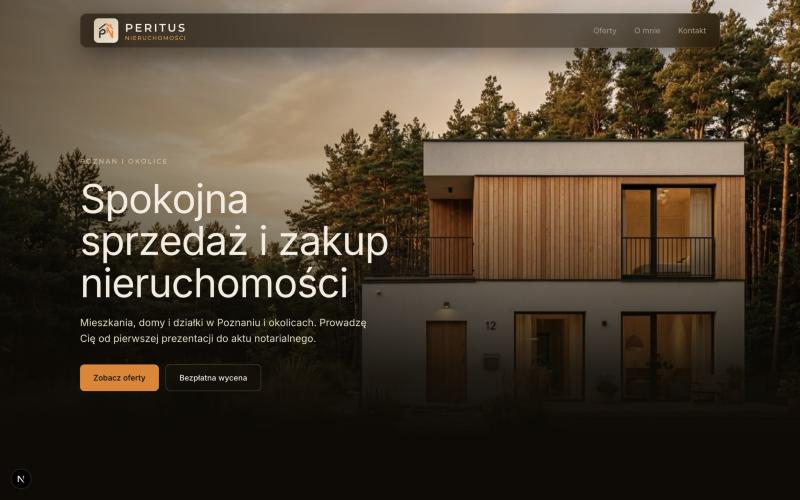 PERITUS
NIERUCHOMOŚCI
Oferty
O mnie
Kontakt
POZNAŃ I OKOLICE
Spokojna
sprzedaż i zakup
nieruchomości
Mieszkania, domy i działki w Poznaniu i okolicach. Prowadzę
Cię od pierwszej prezentacji do aktu notarialnego.
Zobacz oferty
Bezpłatna wycena
12
N